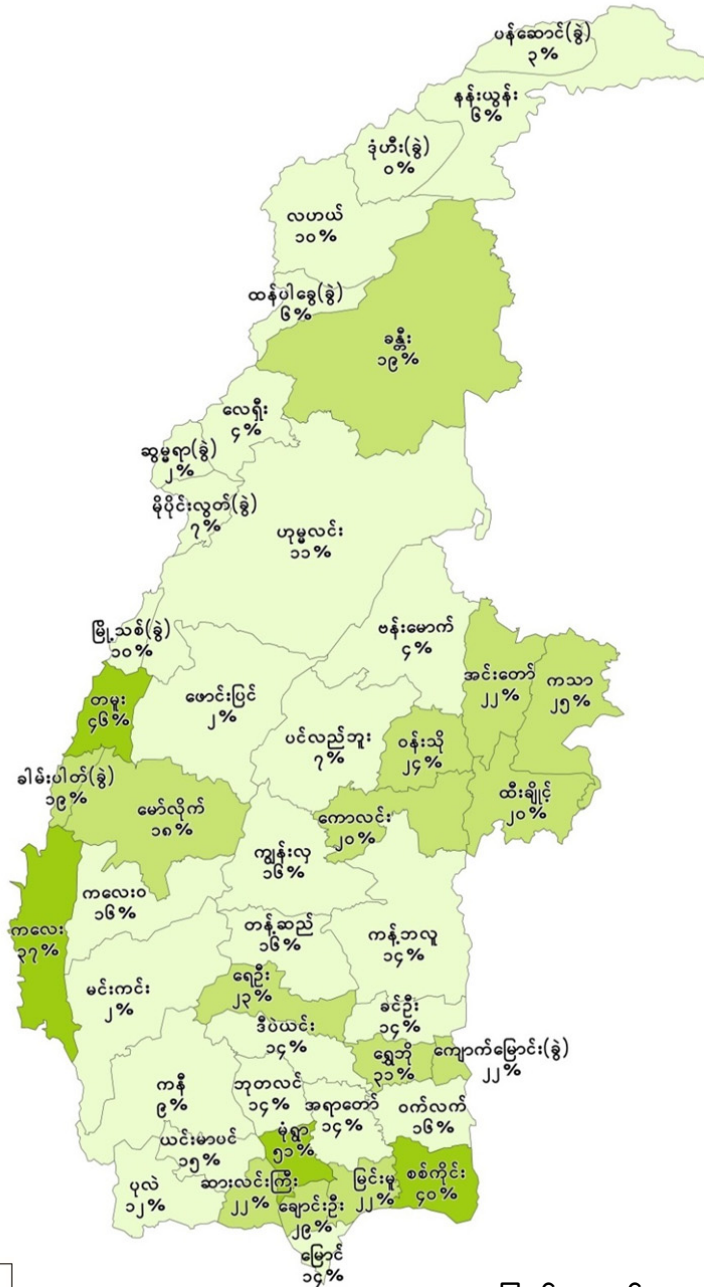 ပန်ဆောင်(ခွဲ)
၃%
နန်းယွန်း
၆%
ဒုံဟီး(ခွဲ)
၀%
လဟယ်
၁၀%
ထန်ပါခွေ(ခွဲ)
၆%
ခန္တီး
၁၉%
လေရှီး
၄%
ဆွမ္မရာ(ခွဲ)
၂%
မိုပိုင်းလွတ်(ခွဲ)
၇%
ဟုမ္မလင်း
၁၁%
မြို့သစ်(ခွဲ)
၁၀%
ဗန်းမောက်
၄%
အင်းတော်
၂၂%
ကသာ
၂၅%
တမူး
၄၆%
ဖောင်းပြင်
၂%
ပင်လည်ဘူး
၇%
ဝန်းသို
၂၄%
ခါမ်းပါတ်(ခွဲ)
၁၉%
မော်လိုက်
၁၈%
ကောလင်း
၂၀%
ထီးချိုင့်
၂၀%
ကျွန်းလှ
၁၆%
ကလေးဝ
၁၆%
ကလေး
၃၇%
တန့်ဆည်
၁၆%
ကန့်ဘလူ
၁၄%
မင်းကင်း
၂%
ရေဦး
၂၃%
ခင်ဦး
၁၄%
ဒီပဲယင်း
၁၄%
ရွှေဘို
၃၁%
ကျောက်မြောင်း(ခွဲ)
၂၂%
ကနီ
၉%
ဘုတလင်
၁၄%
အရာတော်
၁၄%
ဝက်လက်
၁၆%
မုံရွာ
၅၁%
ယင်းမာပင်
၁၅%
ပုလဲ
၁၂%
ဆားလင်းကြီး
၂၂%
ချောင်းဦး
၂၉%
မြင်းမူ
၂၂%
စစ်ကိုင်း
၄၀%
မြောင်
၁၄%